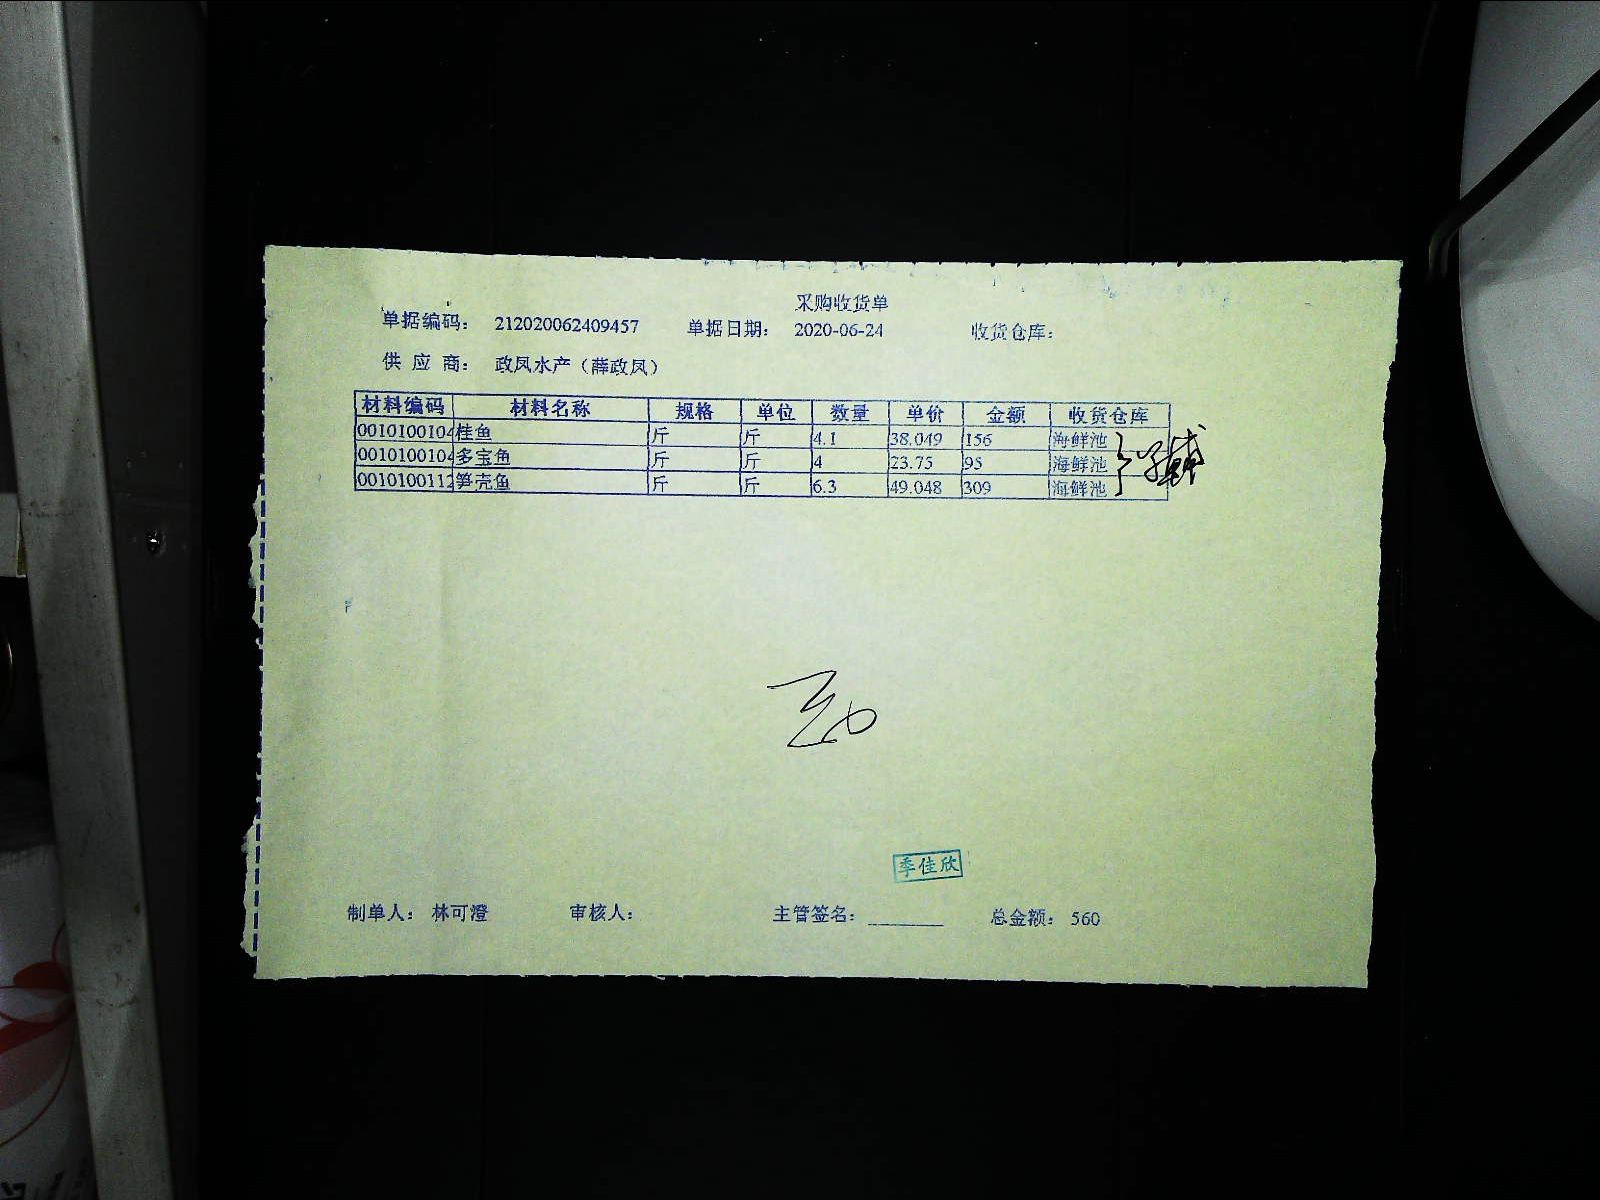 采购收货单
单据编码: 212020062409457 单据日期: 2020-06-24 收货仓库:
供 应 商: 政凤水产（薛政凤）
材料编码 材料名称 规格 单位 数量 单价 金额 收货仓库
0010100104 桂鱼 斤 斤 4.1 38.049 156 海鲜池
0010100104 多宝鱼 斤 斤 4 23.75 95 海鲜池
0010100112 笋壳鱼 斤 斤 6.3 49.048 309 海鲜池
季佳欣
制单人: 林可澄 审核人: 主管签名: 总金额: 560